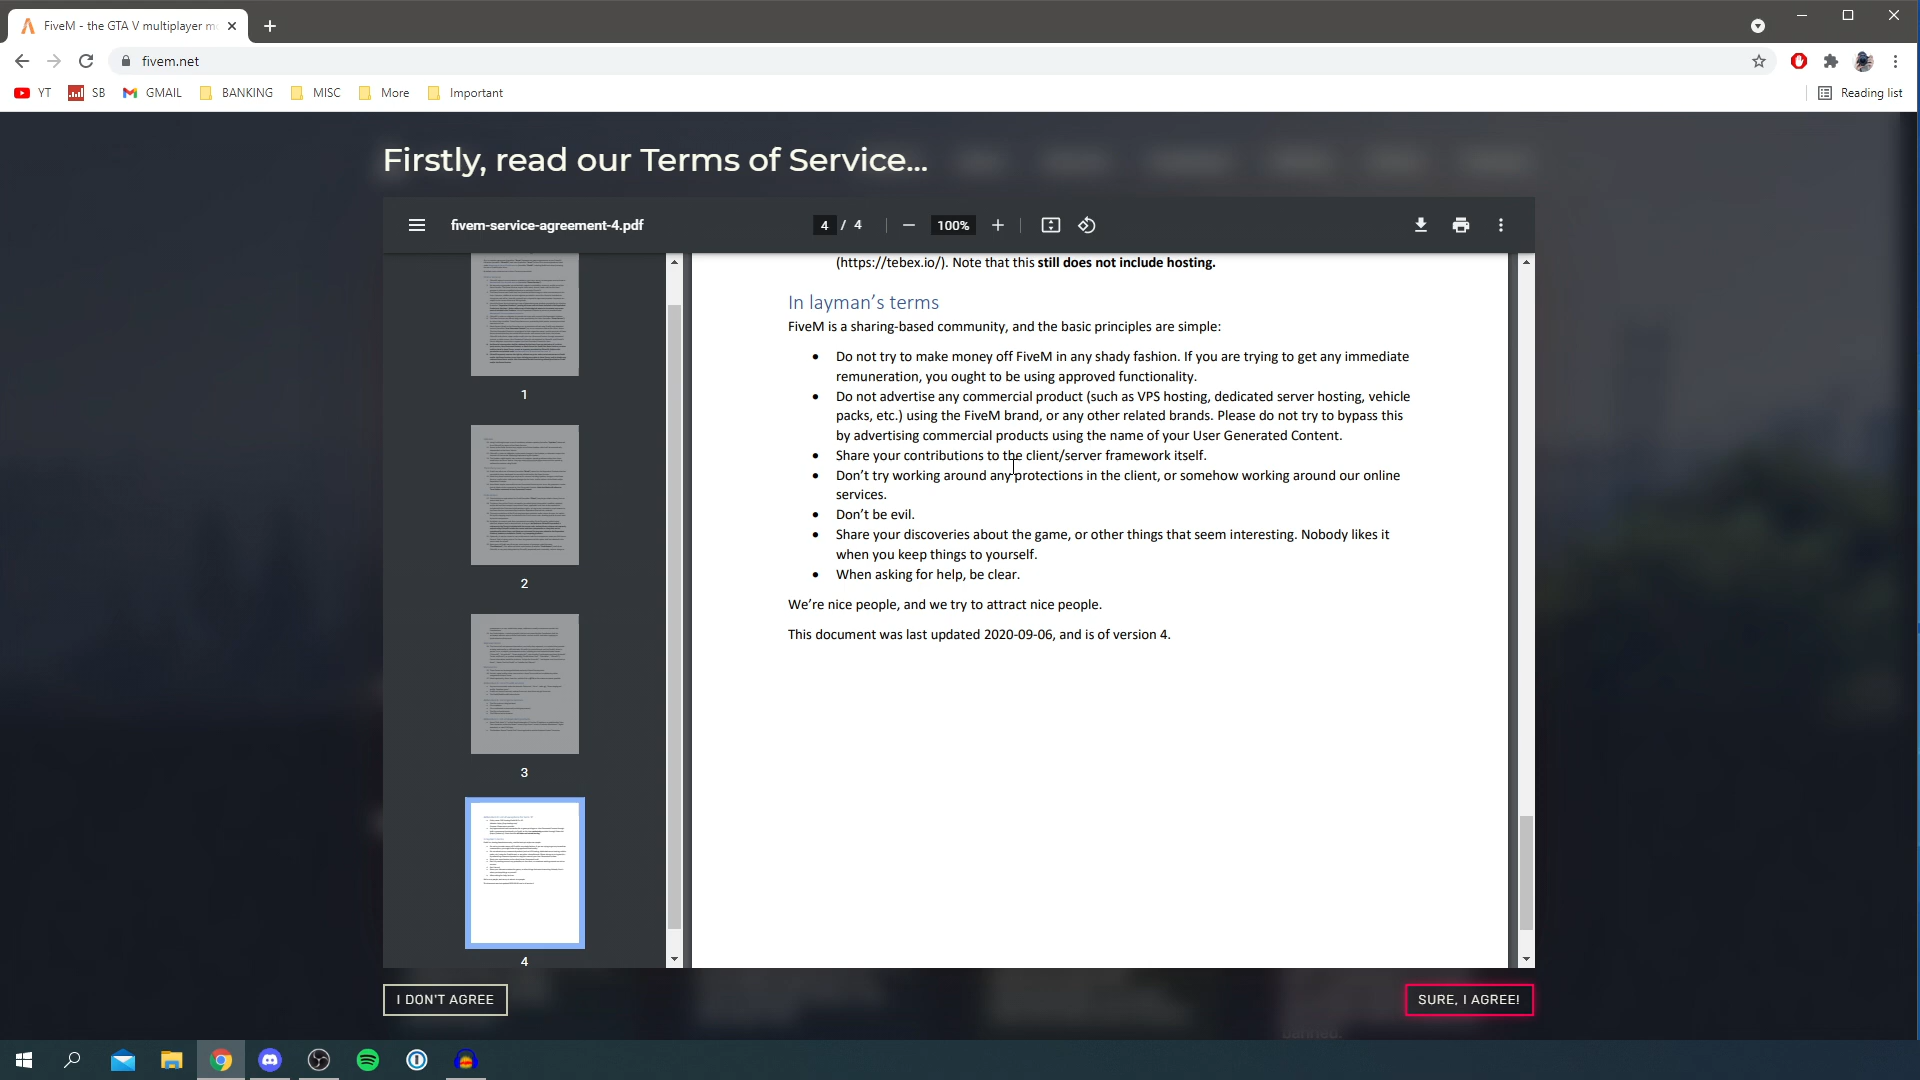 FiveM - the GTA V multiplayer m
fivem.net
YT
SB
GMAIL
BANKING
MISC
More
Important
Reading list
Firstly, read our Terms of Service...
fivem-service-agreement-4.pdf
4 / 4
100%
1
2
3
4
(https://tebex.io/). Note that this still does not include hosting.
In layman's terms
FiveM is a sharing-based community, and the basic principles are simple:
• Do not try to make money off FiveM in any shady fashion. If you are trying to get any immediate
remuneration, you ought to be using approved functionality.
• Do not advertise any commercial product (such as VPS hosting, dedicated server hosting, vehicle
packs, etc.) using the FiveM brand, or any other related brands. Please do not try to bypass this
by advertising commercial products using the name of your User Generated Content.
• Share your contributions to the client/server framework itself.
• Don't try working around any protections in the client, or somehow working around our online
services.
• Don't be evil.
• Share your discoveries about the game, or other things that seem interesting. Nobody likes it
when you keep things to yourself.
• When asking for help, be clear.
We're nice people, and we try to attract nice people.
This document was last updated 2020-09-06, and is of version 4.
I DON'T AGREE
SURE, I AGREE!